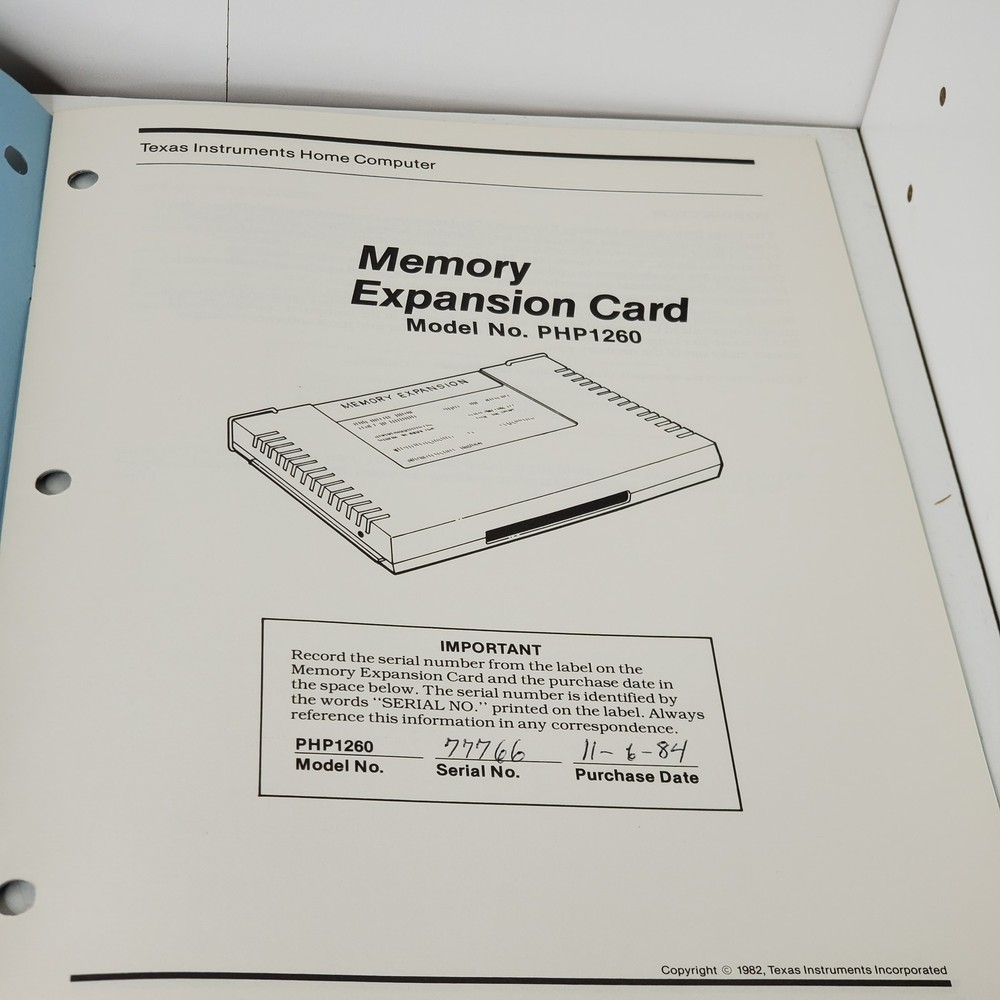 Texas Instruments Home Computer
Memory
Expansion Card
Model No. PHP1260
MEMORY EXPANSION
IMPORTANT
Record the serial number from the label on the
Memory Expansion Card and the purchase date in
the space below. The serial number is identified by
the words "SERIAL NO." printed on the label. Always
reference this information in any correspondence.
PHP1260 77766 11-6-84
Model No. Serial No. Purchase Date
Copyright © 1982, Texas Instruments Incorporated